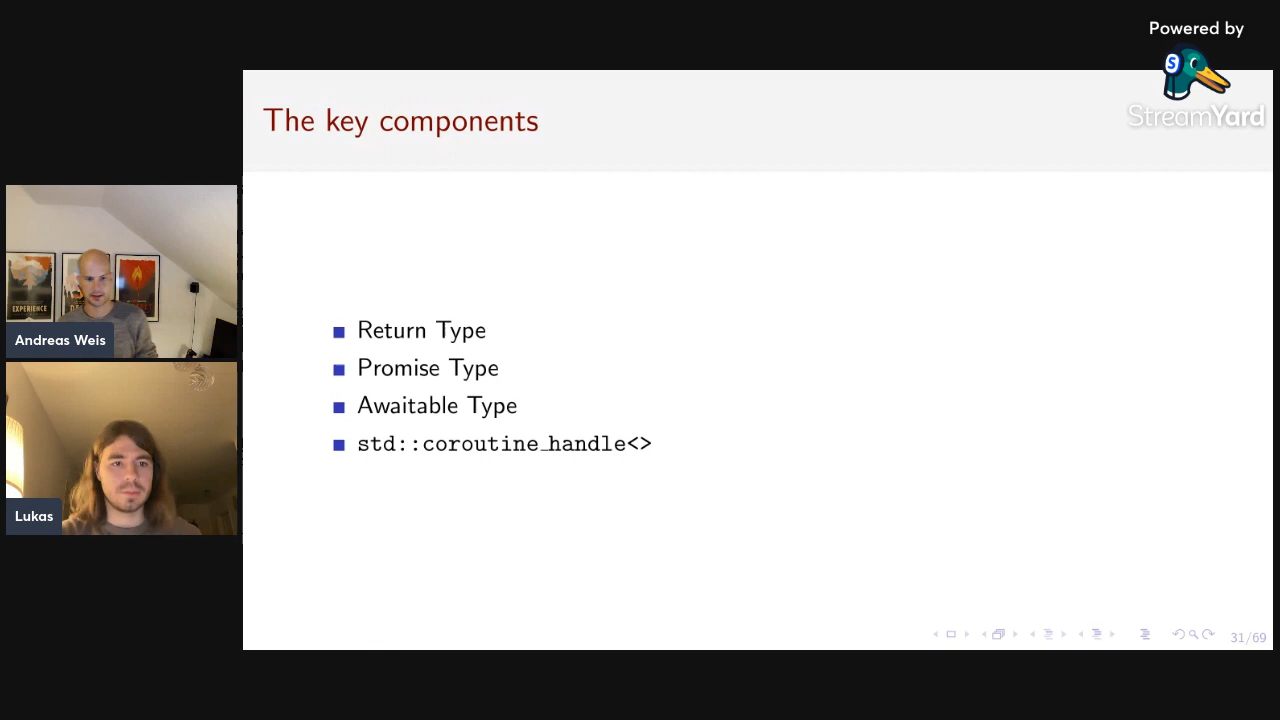 Powered by
S
StreamYard
The key components
EXPERIENCE
Andreas Weis
Lukas
Return Type
Promise Type
Awaitable Type
std::coroutine_handle<>
31/69